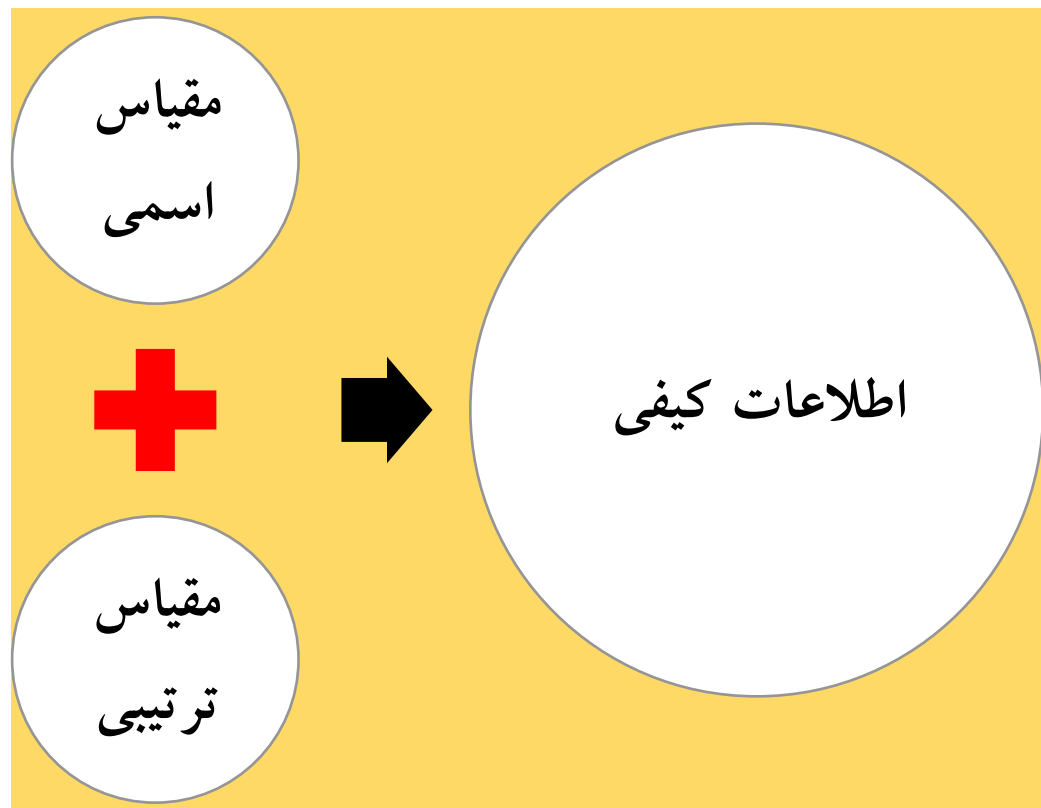 مقیاس
اسمی
مقیاس
ترتیبی
اطلاعات کیفی